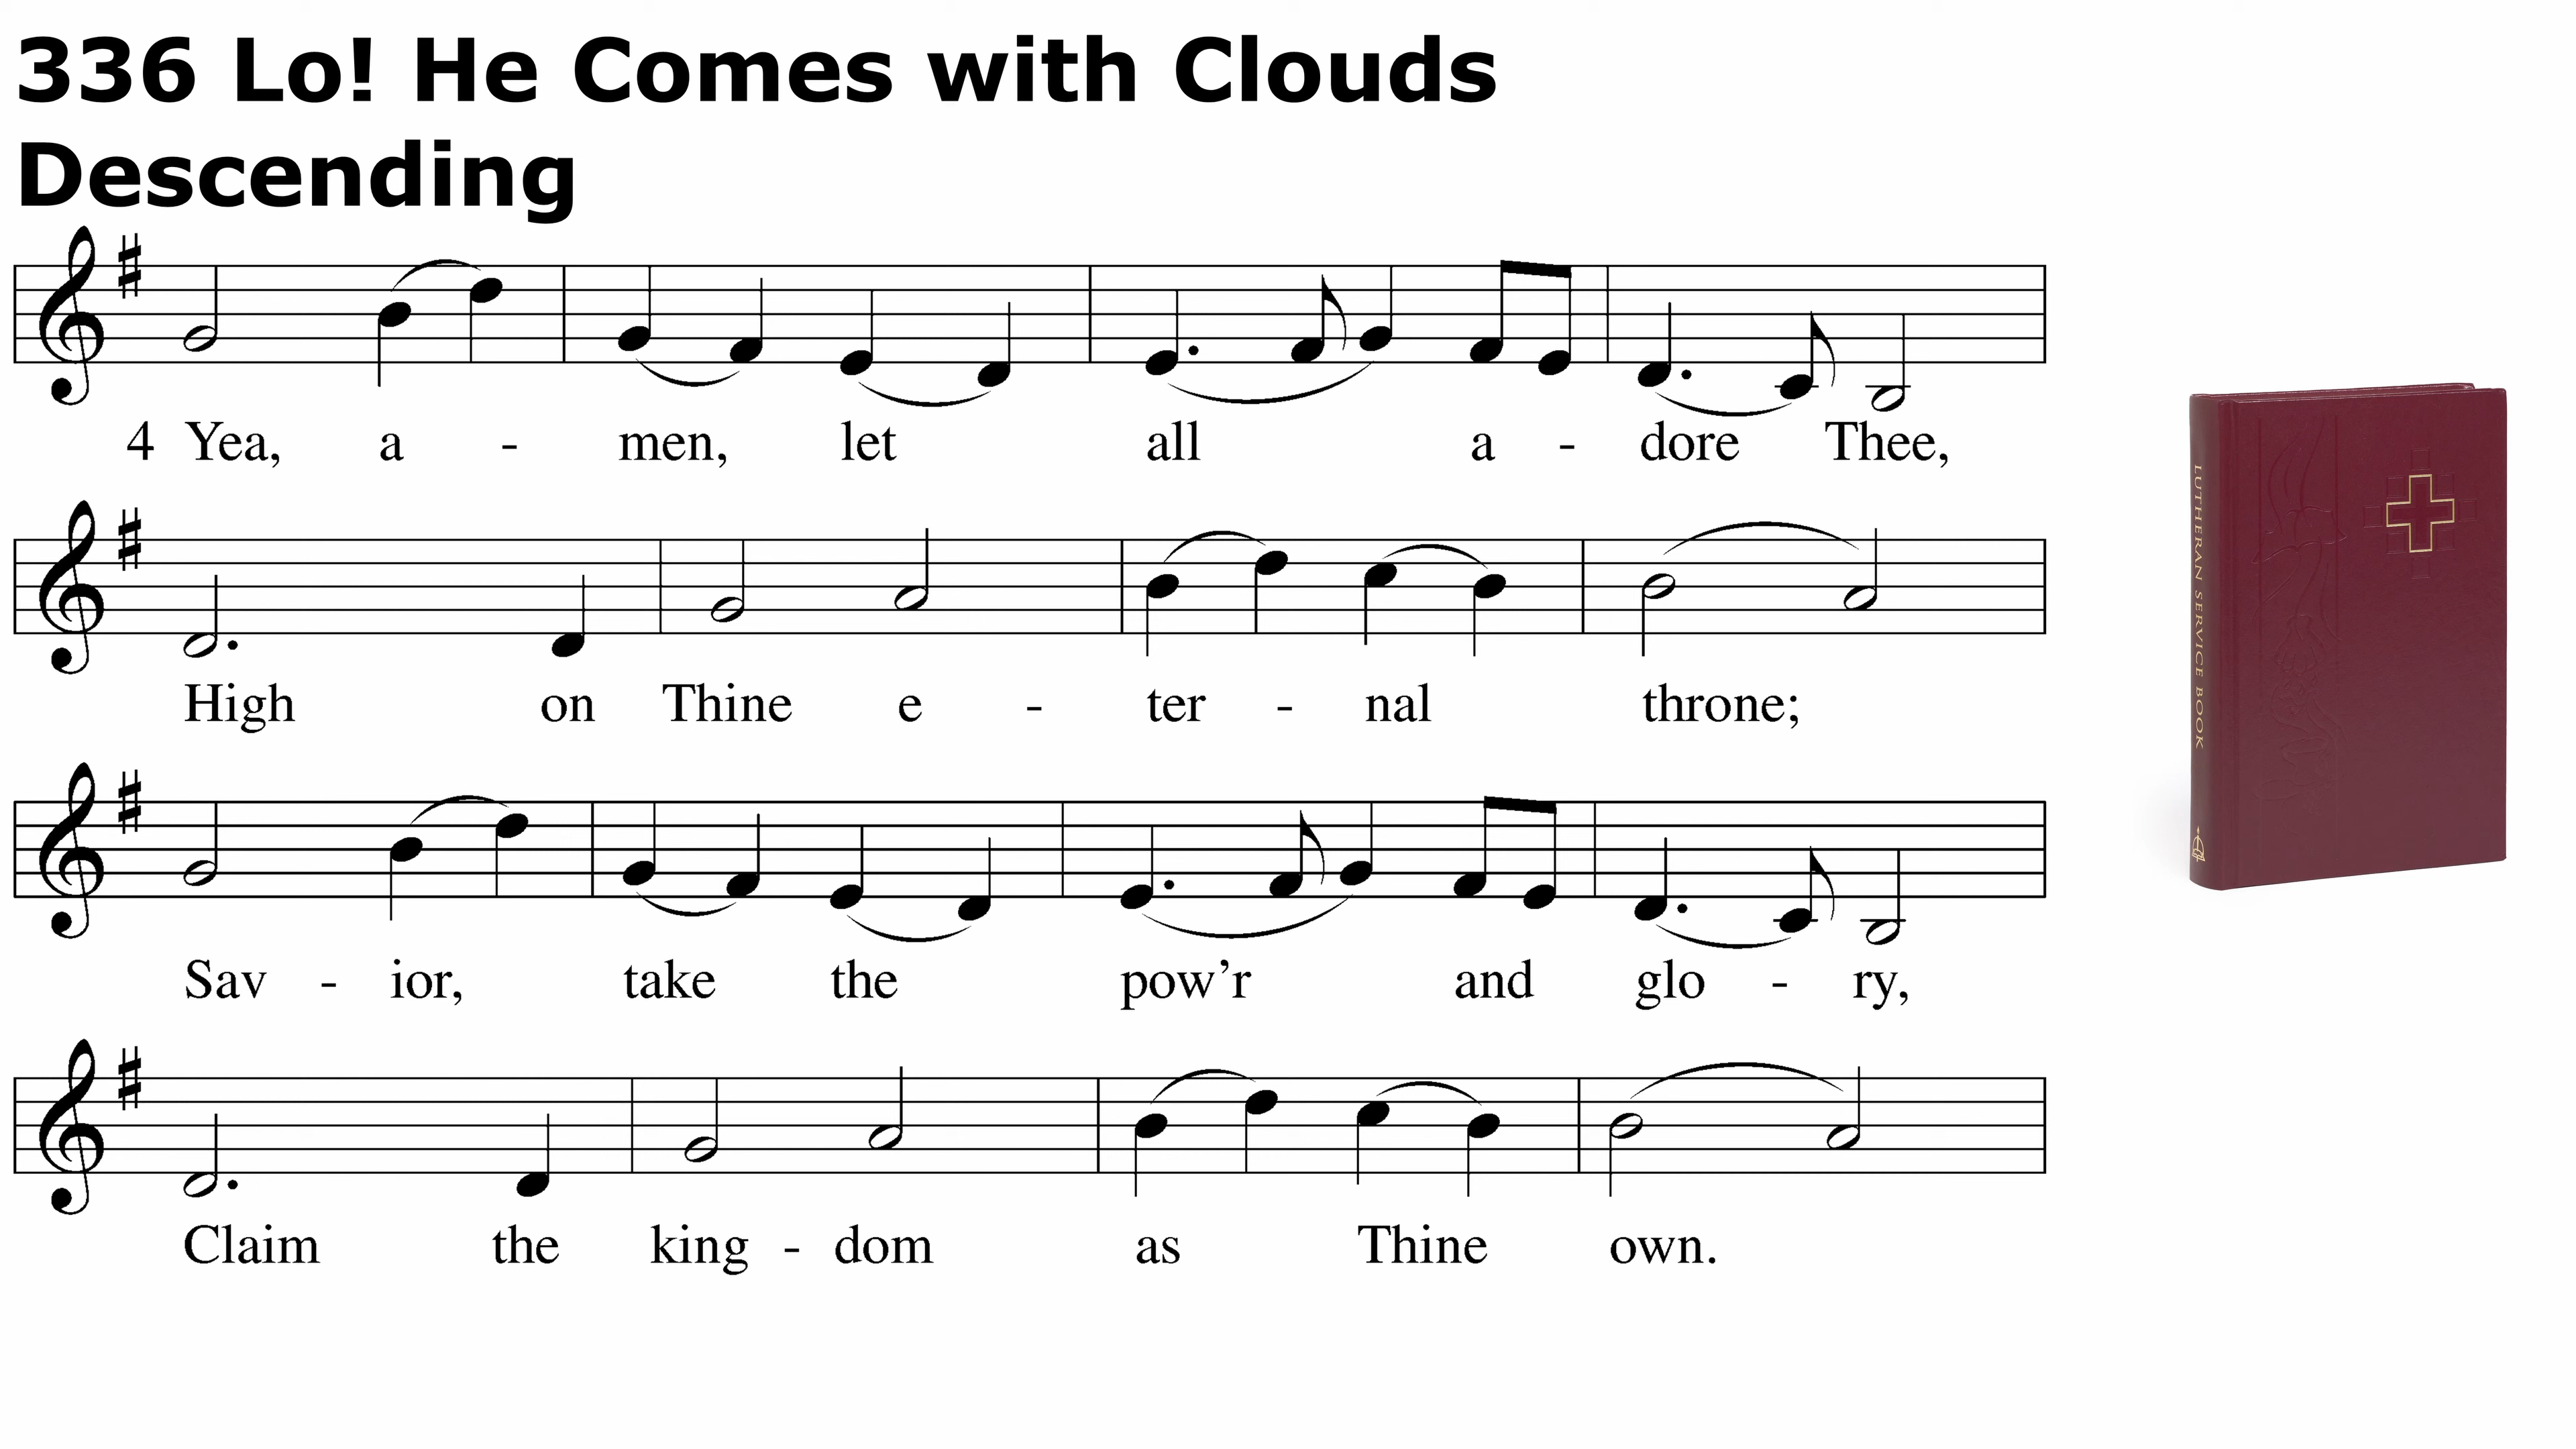 336 Lo! He Comes with Clouds
Descending
4 Yea, a - men, let all a - dore Thee,
High on Thine e - ter - nal throne;
Sav - ior, take the pow’r and glo - ry,
Claim the king - dom as Thine own.
LUTHERAN SERVICE BOOK